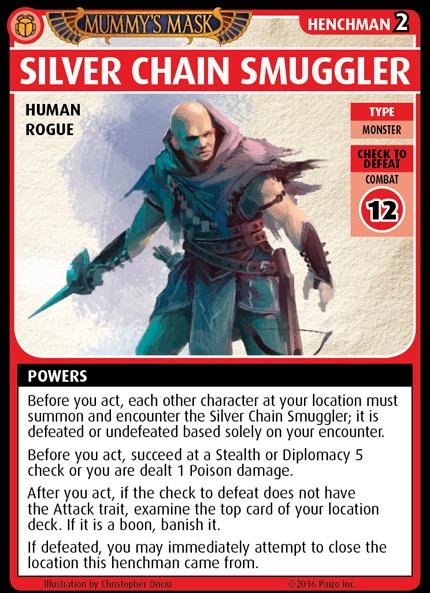 MUMMY'S MASK
HENCHMAN 2
SILVER CHAIN SMUGGLER
HUMAN
ROGUE
TYPE
MONSTER
CHECK TO
DEFEAT
COMBAT
12
POWERS
Before you act, each other character at your location must
summon and encounter the Silver Chain Smuggler; it is
defeated or undefeated based solely on your encounter.
Before you act, succeed at a Stealth or Diplomacy 5
check or you are dealt 1 Poison damage.
After you act, if the check to defeat does not have
the Attack trait, examine the top card of your location
deck. If it is a boon, banish it.
If defeated, you may immediately attempt to close the
location this henchman came from.
Illustration by Christopher Onciu
©2016 Paizo Inc.